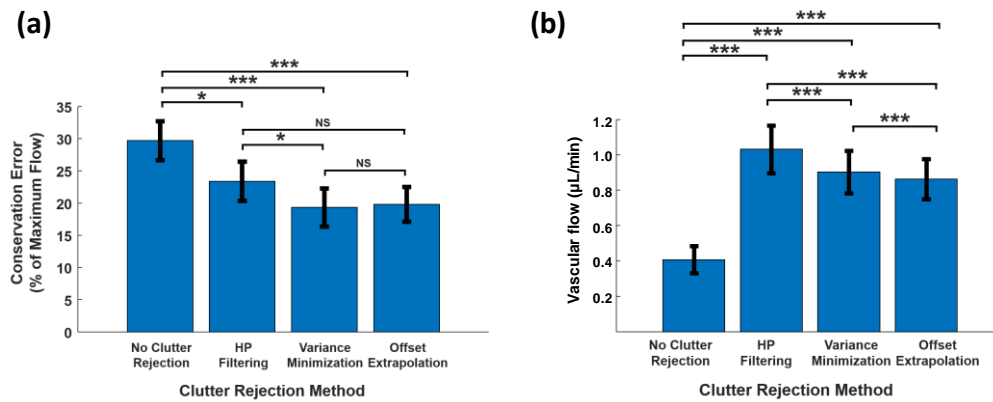 (a)
***
***
*
NS
*
NS
Conservation Error
(% of Maximum Flow)
35
30
25
20
15
10
5
0
No Clutter
Rejection
HP
Filtering
Variance
Minimization
Offset
Extrapolation
Clutter Rejection Method
(b)
***
***
***
***
***
***
Vascular flow (µL/min)
1.2
1.0
0.8
0.6
0.4
0.2
No Clutter
Rejection
HP
Filtering
Variance
Minimization
Offset
Extrapolation
Clutter Rejection Method